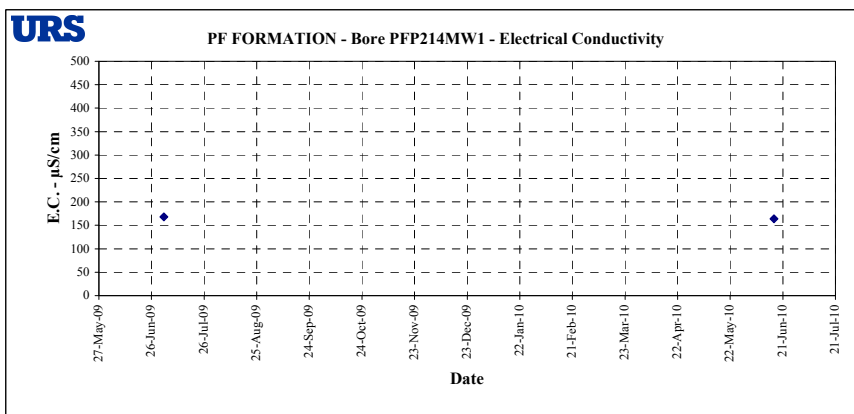 URS
PF FORMATION - Bore PFP214MW1 - Electrical Conductivity
E.C. - µS/cm
500
450
400
350
300
250
200
150
100
50
0
27-May-09
26-Jun-09
26-Jul-09
25-Aug-09
24-Sep-09
24-Oct-09
23-Nov-09
23-Dec-09
22-Jan-10
21-Feb-10
23-Mar-10
22-Apr-10
22-May-10
21-Jun-10
21-Jul-10
Date